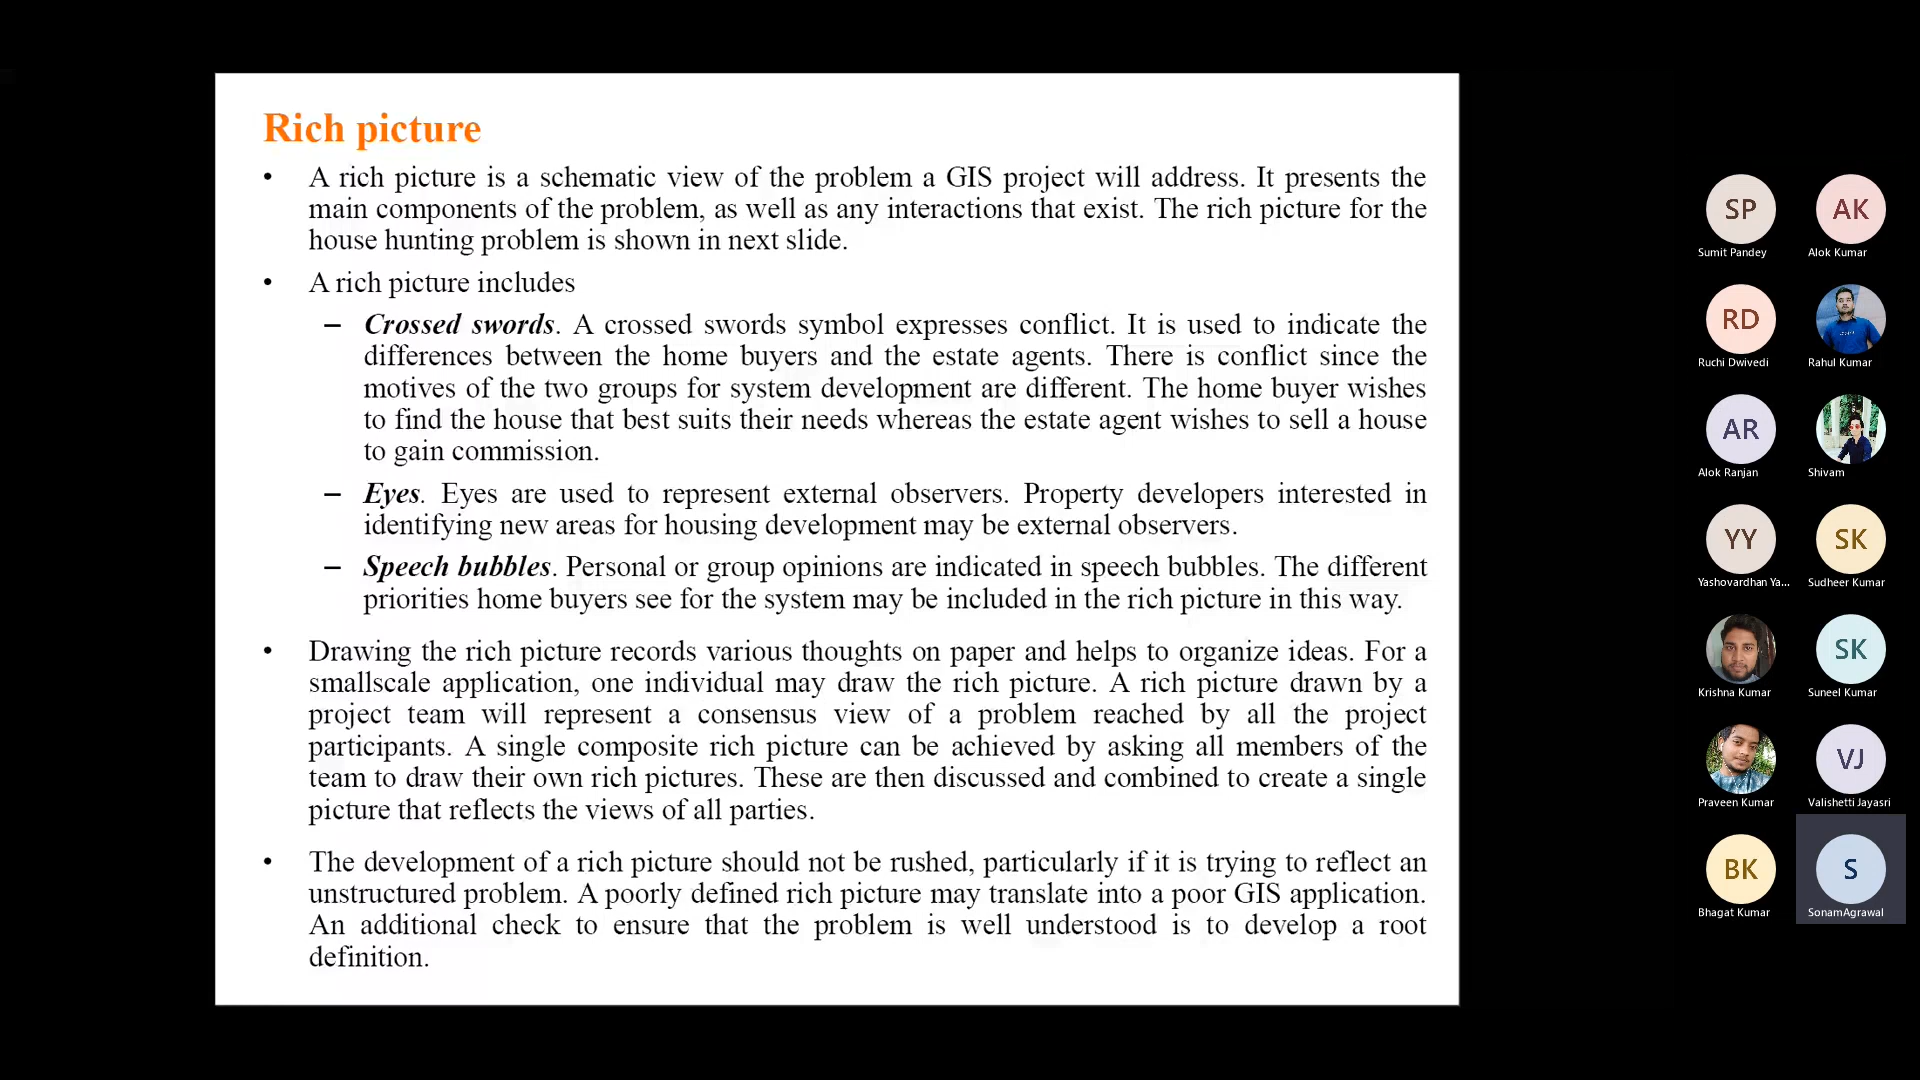 Rich picture
• A rich picture is a schematic view of the problem a GIS project will address. It presents the
main components of the problem, as well as any interactions that exist. The rich picture for the
house hunting problem is shown in next slide.
• A rich picture includes
– Crossed swords. A crossed swords symbol expresses conflict. It is used to indicate the
differences between the home buyers and the estate agents. There is conflict since the
motives of the two groups for system development are different. The home buyer wishes
to find the house that best suits their needs whereas the estate agent wishes to sell a house
to gain commission.
– Eyes. Eyes are used to represent external observers. Property developers interested in
identifying new areas for housing development may be external observers.
– Speech bubbles. Personal or group opinions are indicated in speech bubbles. The different
priorities home buyers see for the system may be included in the rich picture in this way.
• Drawing the rich picture records various thoughts on paper and helps to organize ideas. For a
smallscale application, one individual may draw the rich picture. A rich picture drawn by a
project team will represent a consensus view of a problem reached by all the project
participants. A single composite rich picture can be achieved by asking all members of the
team to draw their own rich pictures. These are then discussed and combined to create a single
picture that reflects the views of all parties.
• The development of a rich picture should not be rushed, particularly if it is trying to reflect an
unstructured problem. A poorly defined rich picture may translate into a poor GIS application.
An additional check to ensure that the problem is well understood is to develop a root
definition.
SP AK
Sumit Pandey Alok Kumar
RD
Ruchi Dwivedi Rahul Kumar
AR
Alok Ranjan Shivam
YY SK
Yashovardhan Ya... Sudheer Kumar
SK
Krishna Kumar Suneel Kumar
VJ
Praveen Kumar Valishetti Jayasri
BK S
Bhagat Kumar SonamAgrawal